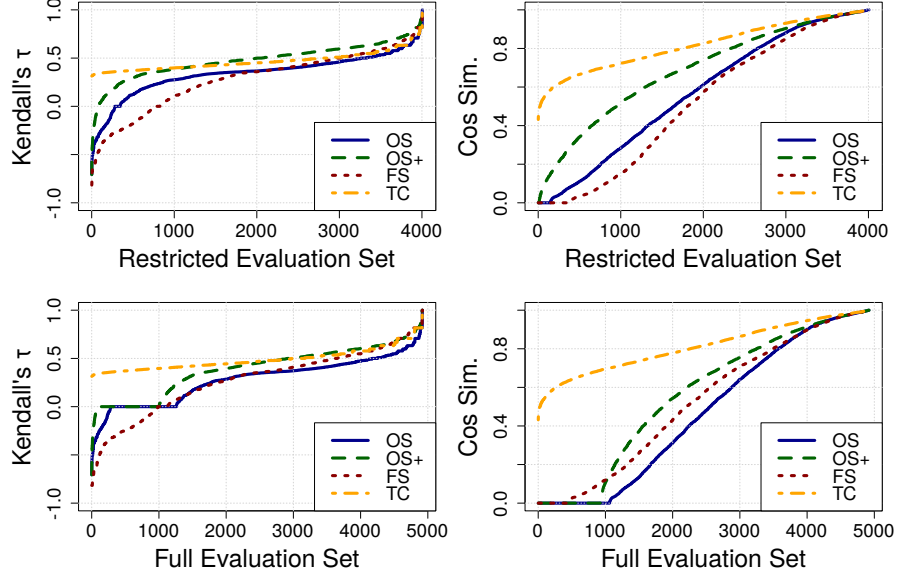 Kendall's τ
-1.0
0.0
0.5
1.0
OS
OS+
FS
TC
0 1000 2000 3000 4000
Restricted Evaluation Set
Cos Sim.
0.0
0.4
0.8
OS
OS+
FS
TC
0 1000 2000 3000 4000
Restricted Evaluation Set
Kendall's τ
-1.0
0.0
0.5
1.0
OS
OS+
FS
TC
0 1000 2000 3000 4000 5000
Full Evaluation Set
Cos Sim.
0.0
0.4
0.8
OS
OS+
FS
TC
0 1000 2000 3000 4000 5000
Full Evaluation Set